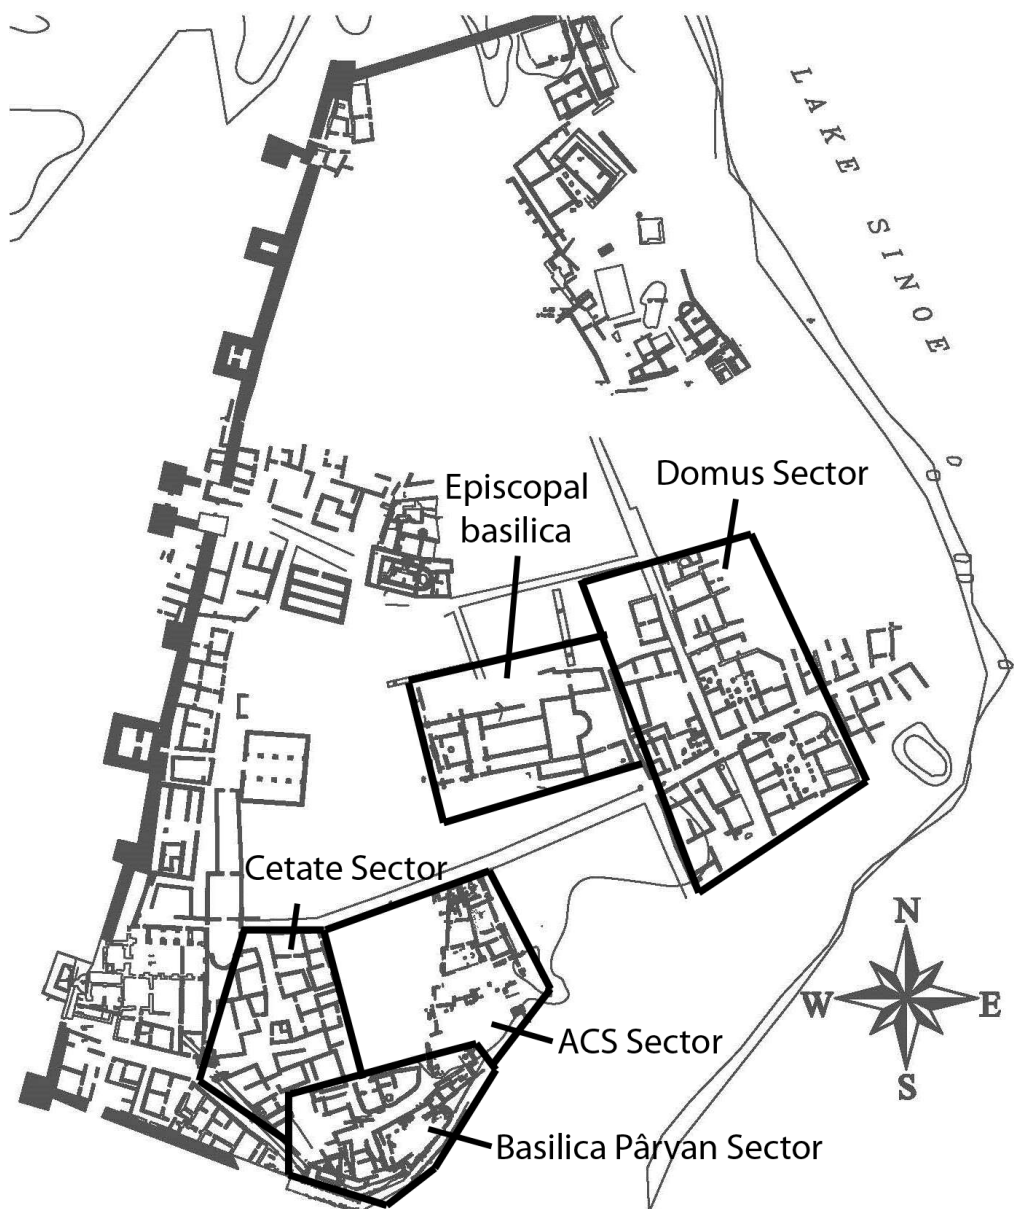 LAKE SINOE
Episcopal
basilica
Domus Sector
Cetate Sector
N
W
E
S
ACS Sector
Basilica Pârvan Sector